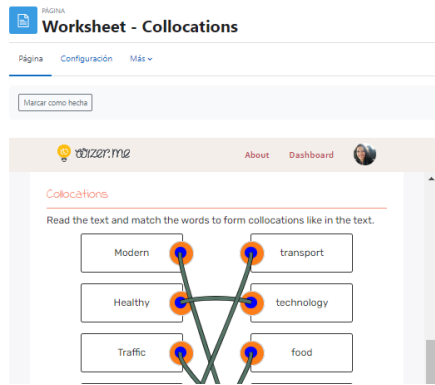 PÁGINA
Worksheet - Collocations
Página Configuración Más
Marcar como hecha
wizer.me About Dashboard
Collocations
Read the text and match the words to form collocations like in the text.
Modern transport
Healthy technology
Traffic food